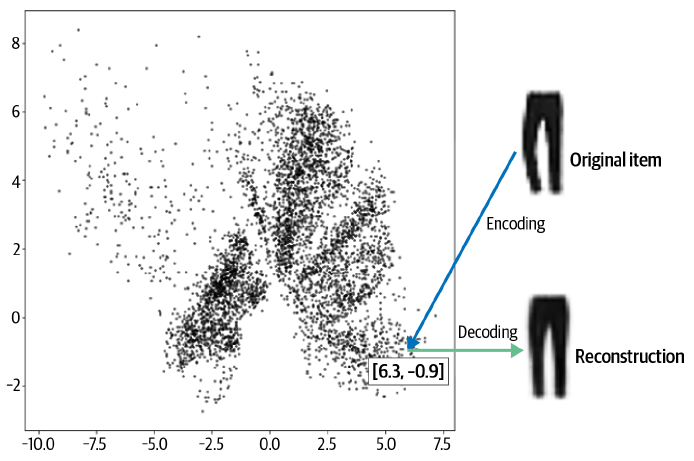 8
6
4
2
0
–2
–10.0 –7.5 –5.0 –2.5 0.0 2.5 5.0 7.5
Original item
Encoding
Decoding
[6.3, –0.9]
Reconstruction